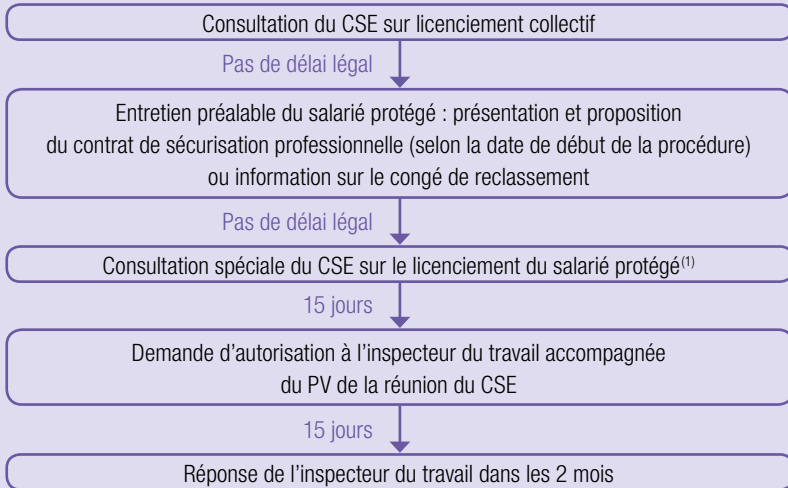 Consultation du CSE sur licenciement collectif
Pas de délai légal
Entretien préalable du salarié protégé : présentation et proposition
du contrat de sécurisation professionnelle (selon la date de début de la procédure)
ou information sur le congé de reclassement
Pas de délai légal
Consultation spéciale du CSE sur le licenciement du salarié protégé(1)
15 jours
Demande d’autorisation à l’inspecteur du travail accompagnée
du PV de la réunion du CSE
15 jours
Réponse de l’inspecteur du travail dans les 2 mois